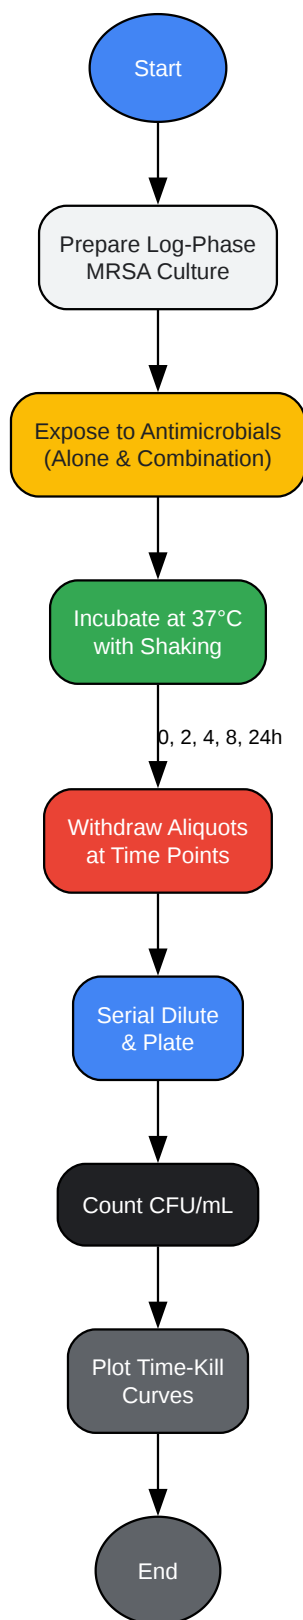 Start
Prepare Log-Phase
MRSA Culture
Expose to Antimicrobials
(Alone & Combination)
Incubate at 37°C
with Shaking
0, 2, 4, 8, 24h
Withdraw Aliquots
at Time Points
Serial Dilute
& Plate
Count CFU/mL
Plot Time-Kill
Curves
End